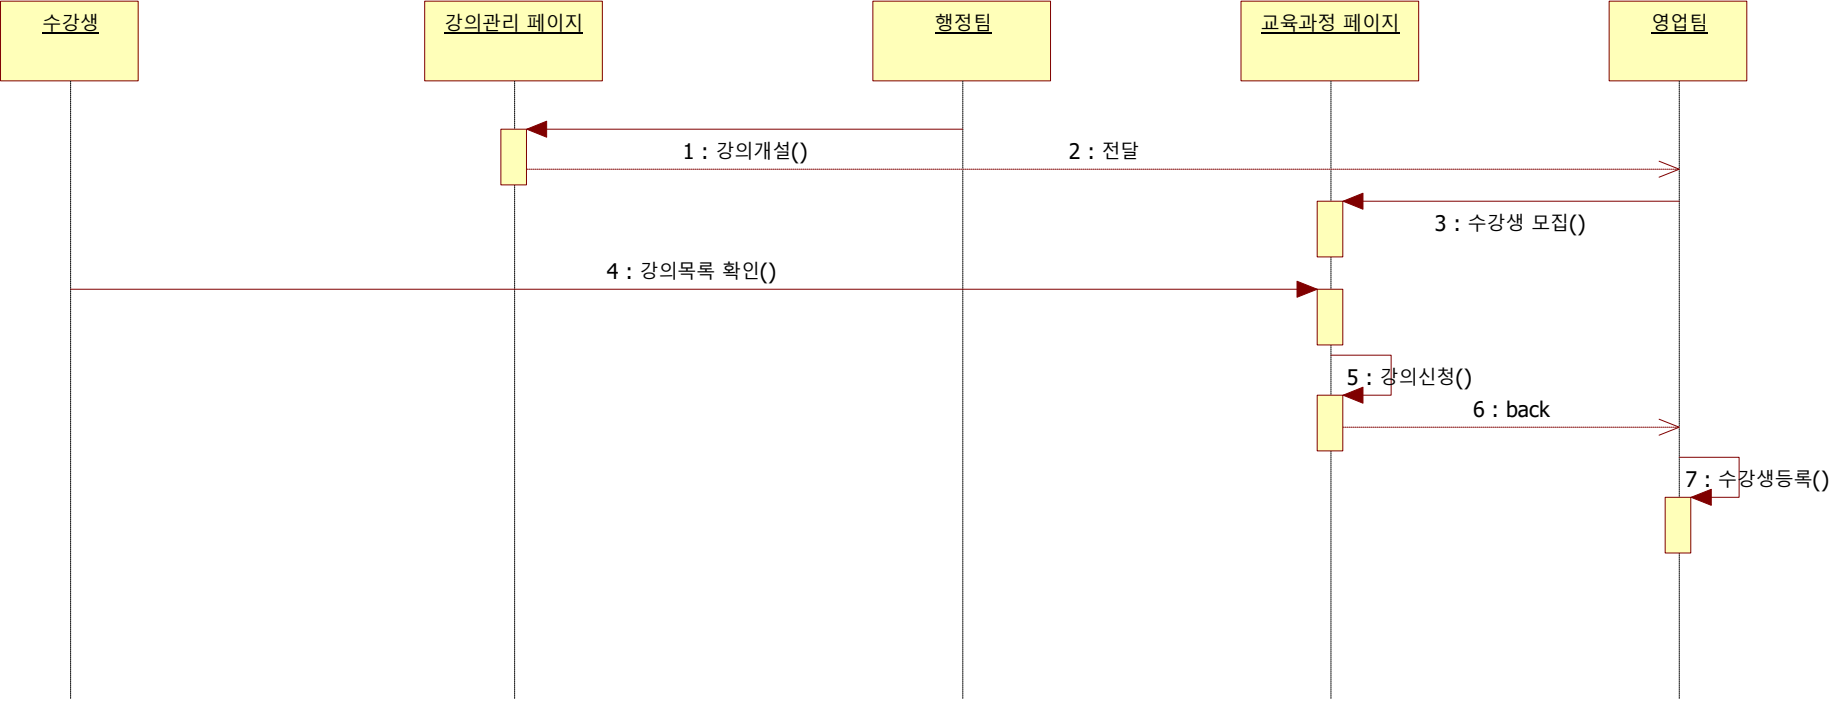 수강생
강의관리 페이지
행정팀
교육과정 페이지
영업팀
1 : 강의개설()
2 : 전달
3 : 수강생 모집()
4 : 강의목록 확인()
5 : 강의신청()
6 : back
7 : 수강생등록()